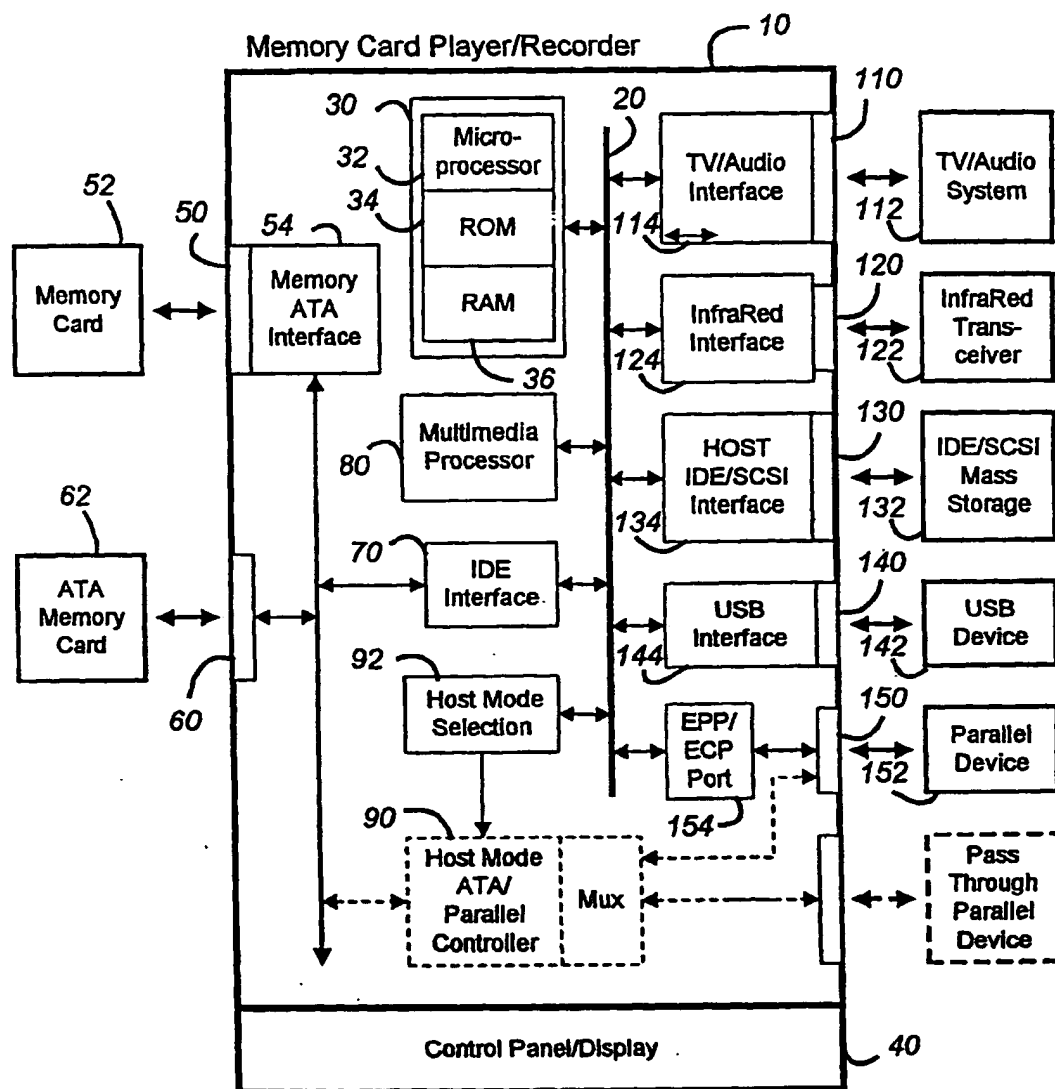 Memory Card Player/Recorder
10
30
20
110
Micro-
processor
32
TV/Audio
Interface
TV/Audio
System
34
ROM
114
112
52
50
54
RAM
120
Memory
Card
Memory
ATA
Interface
InfraRed
Interface
InfraRed
Trans-
ceiver
36
124
122
Multimedia
Processor
80
130
HOST
IDE/SCSI
Interface
IDE/SCSI
Mass
Storage
134
132
62
70
140
ATA
Memory
Card
IDE
Interface
USB
Interface
USB
Device
144
142
60
92
Host Mode
Selection
150
EPP/
ECP
Port
Parallel
Device
154
152
90
Host Mode
ATA/
Parallel
Controller
Mux
Pass
Through
Parallel
Device
Control Panel/Display
40